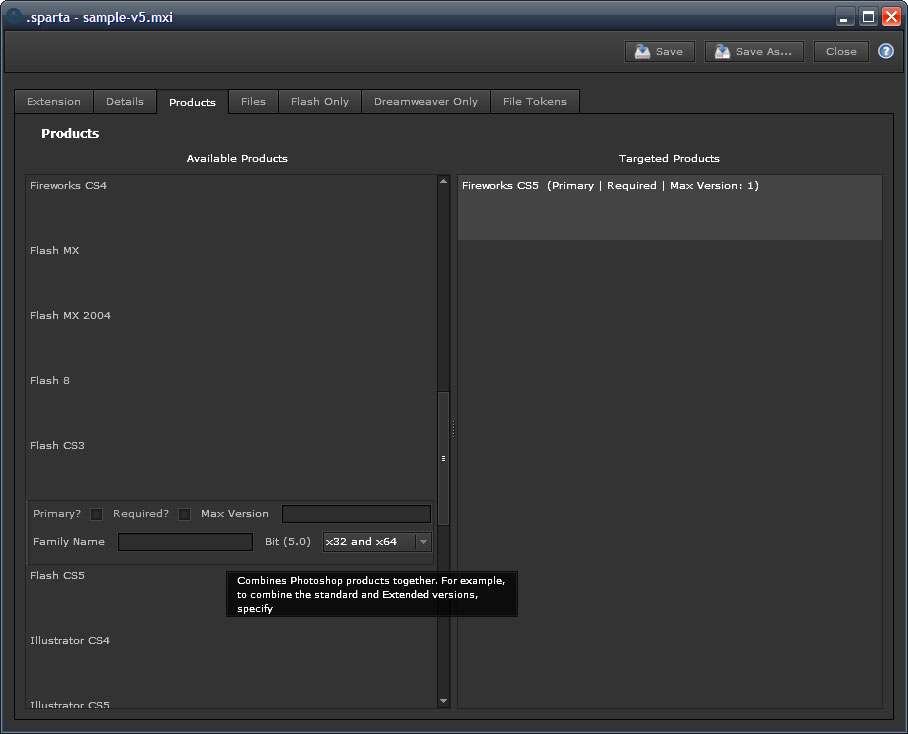 .sparta - sample-v5.mxi
Save Save As... Close ?
Extension Details Products Files Flash Only Dreamweaver Only File Tokens
Products
Available Products Targeted Products
Fireworks CS4
Fireworks CS5 (Primary | Required | Max Version: 1)
Flash MX
Flash MX 2004
Flash 8
Flash CS3
Primary? Required? Max Version
Family Name Bit (5.0) x32 and x64
Flash CS5
Combines Photoshop products together. For example,
to combine the standard and Extended versions,
specify
Illustrator CS4
Illustrator CS5